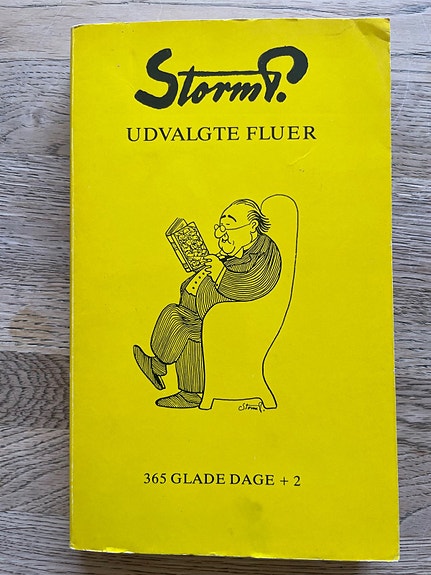 Storm P.
UDVALGTE FLUER
Storm P.
365 GLADE DAGE + 2